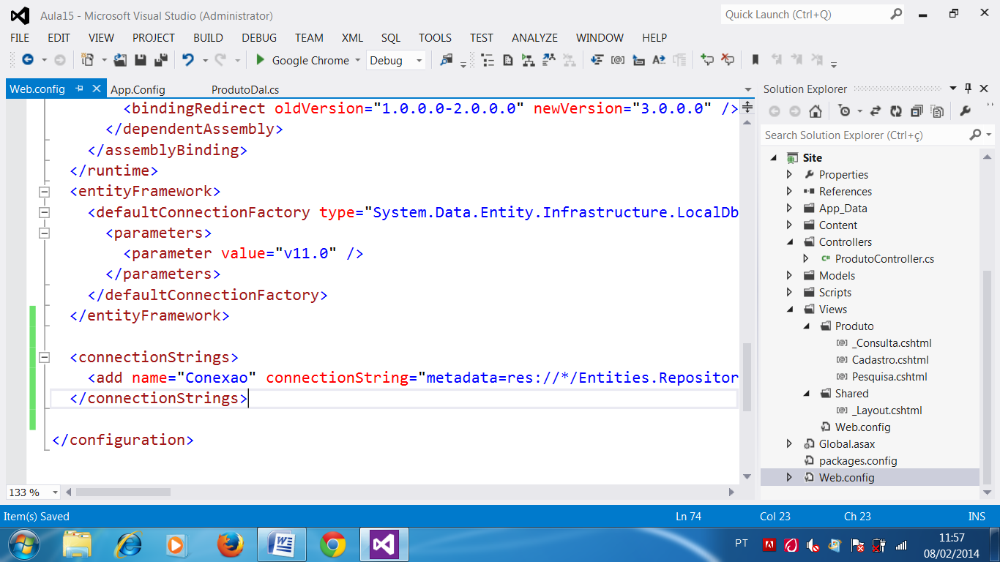 Aula15 - Microsoft Visual Studio (Administrator)
Quick Launch (Ctrl+Q)
FILE EDIT VIEW PROJECT BUILD DEBUG TEAM XML SQL TOOLS TEST ANALYZE WINDOW HELP
Google Chrome Debug
Web.config App.Config ProdutoDal.cs
<bindingRedirect oldVersion="1.0.0.0-2.0.0.0" newVersion="3.0.0.0" />
</dependentAssembly>
</assemblyBinding>
</runtime>
<entityFramework>
<defaultConnectionFactory type="System.Data.Entity.Infrastructure.LocalDb
<parameters>
<parameter value="v11.0" />
</parameters>
</defaultConnectionFactory>
</entityFramework>
<connectionStrings>
<add name="Conexao" connectionString="metadata=res://*/Entities.Repositor
</connectionStrings>
</configuration>
133 %
Solution Explorer
Search Solution Explorer (Ctrl+ç)
Site
Properties
References
App_Data
Content
Controllers
ProdutoController.cs
Models
Scripts
Views
Produto
_Consulta.cshtml
Cadastro.cshtml
Pesquisa.cshtml
Shared
_Layout.cshtml
Web.config
Global.asax
packages.config
Web.config
Item(s) Saved Ln 74 Col 23 Ch 23 INS
PT
11:57
08/02/2014